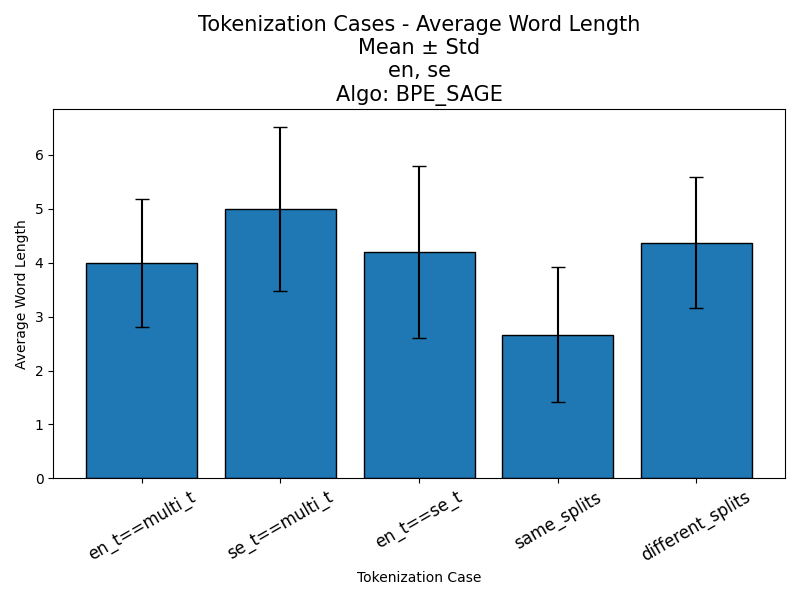 Tokenization Cases - Average Word Length
Mean ± Std
en, se
Algo: BPE_SAGE
Average Word Length
6
5
4
3
2
1
0
en_t==multi_t
se_t==multi_t
en_t==se_t
same_splits
different_splits
Tokenization Case